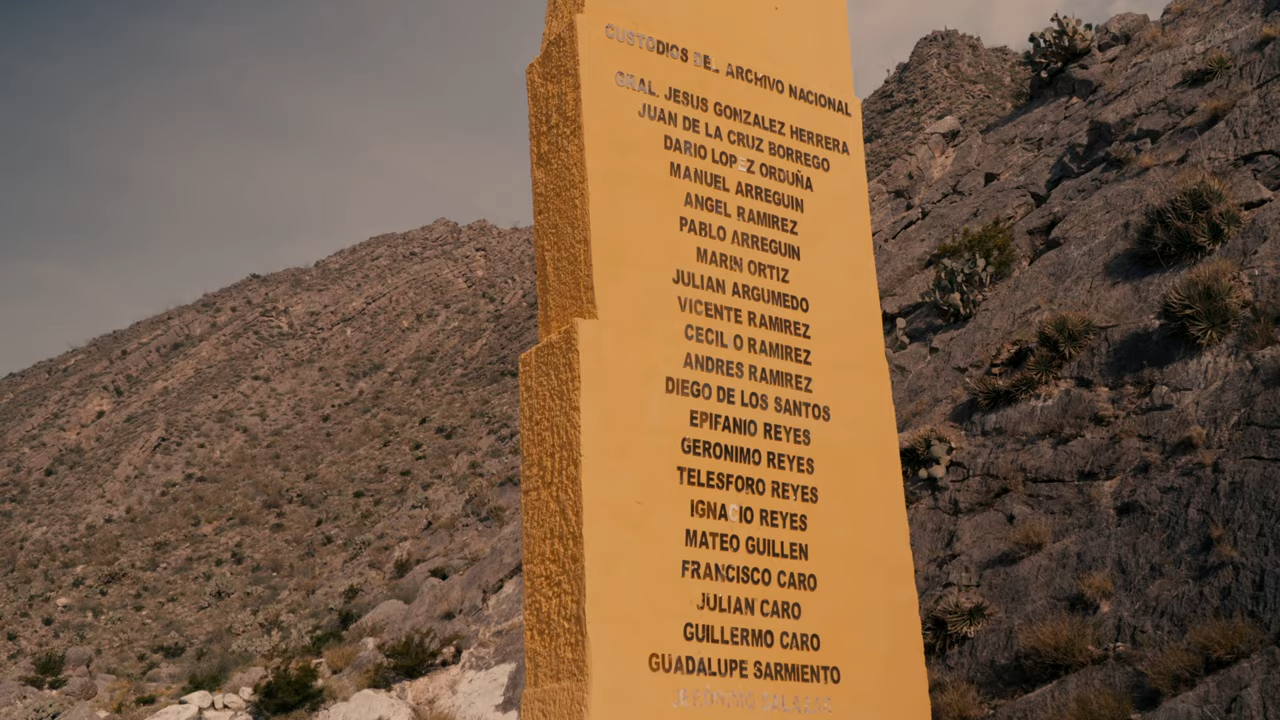 CUSTODIOS DEL ARCHIVO NACIONAL
GRAL. JESUS GONZALEZ HERRERA
JUAN DE LA CRUZ BORREGO
DARIO LOPEZ ORDUÑA
MANUEL ARREGUIN
ANGEL RAMIREZ
PABLO ARREGUIN
MARIN ORTIZ
JULIAN ARGUMEDO
VICENTE RAMIREZ
CECIL O RAMIREZ
ANDRES RAMIREZ
DIEGO DE LOS SANTOS
EPIFANIO REYES
GERONIMO REYES
TELESFORO REYES
IGNACIO REYES
MATEO GUILLEN
FRANCISCO CARO
JULIAN CARO
GUILLERMO CARO
GUADALUPE SARMIENTO
JERONIMO SALAZAR